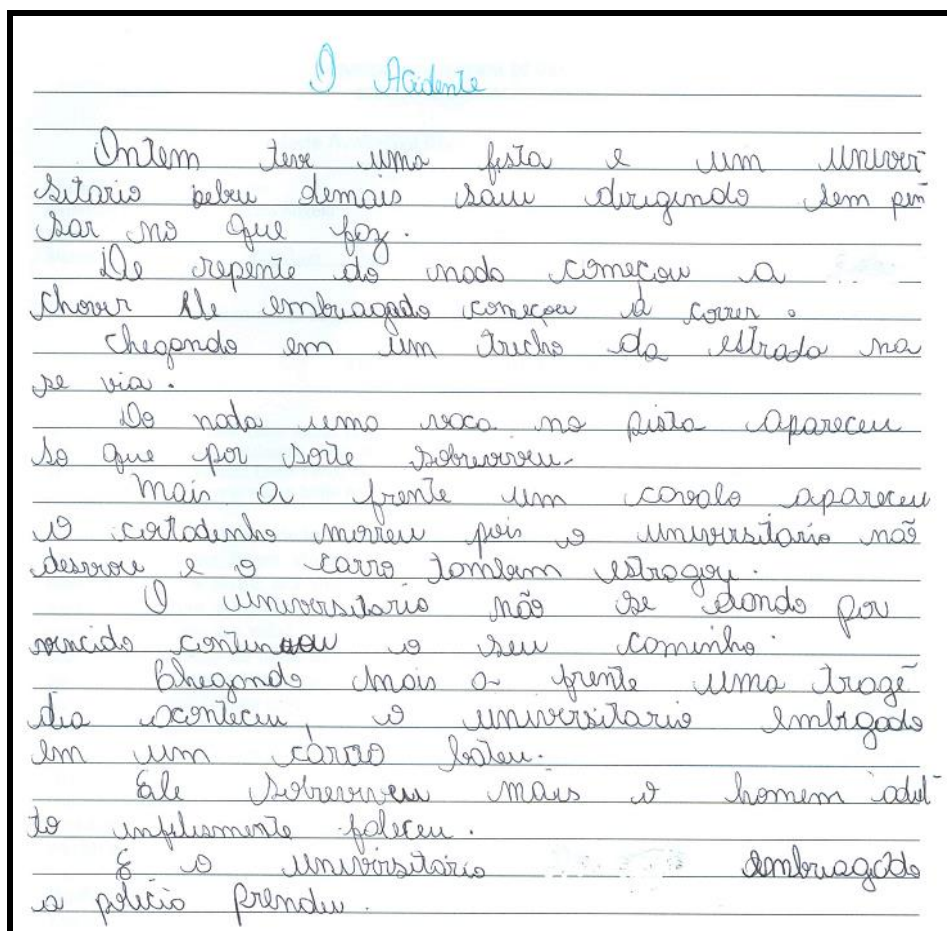 O Acidente
Ontem teve uma festa e um univer
sitario bebeu demais saiu dirigindo sem pen
sar no que foz.
De repente do nado começou a
chover Ele embriagado começou a correr.
Chegando em um trecho da estrada na
se via.
Do nada uma vaca na pista apareceu
so que por sorte sobreviveu.
Mais a frente um cavalo apareceu
o coitadinho morreu pois o universitario não
desviou e o carro tambem estragou.
O universitario não se dando por
vencido continuou o seu caminho.
Chegando mais a frente uma tragé
dia aconteceu, o universitario embrigado
em um carro bateu.
Ele sobreviveu mais o homem adul-
to infelismente faleceu.
E o universitário embriagado
a policia prendeu.